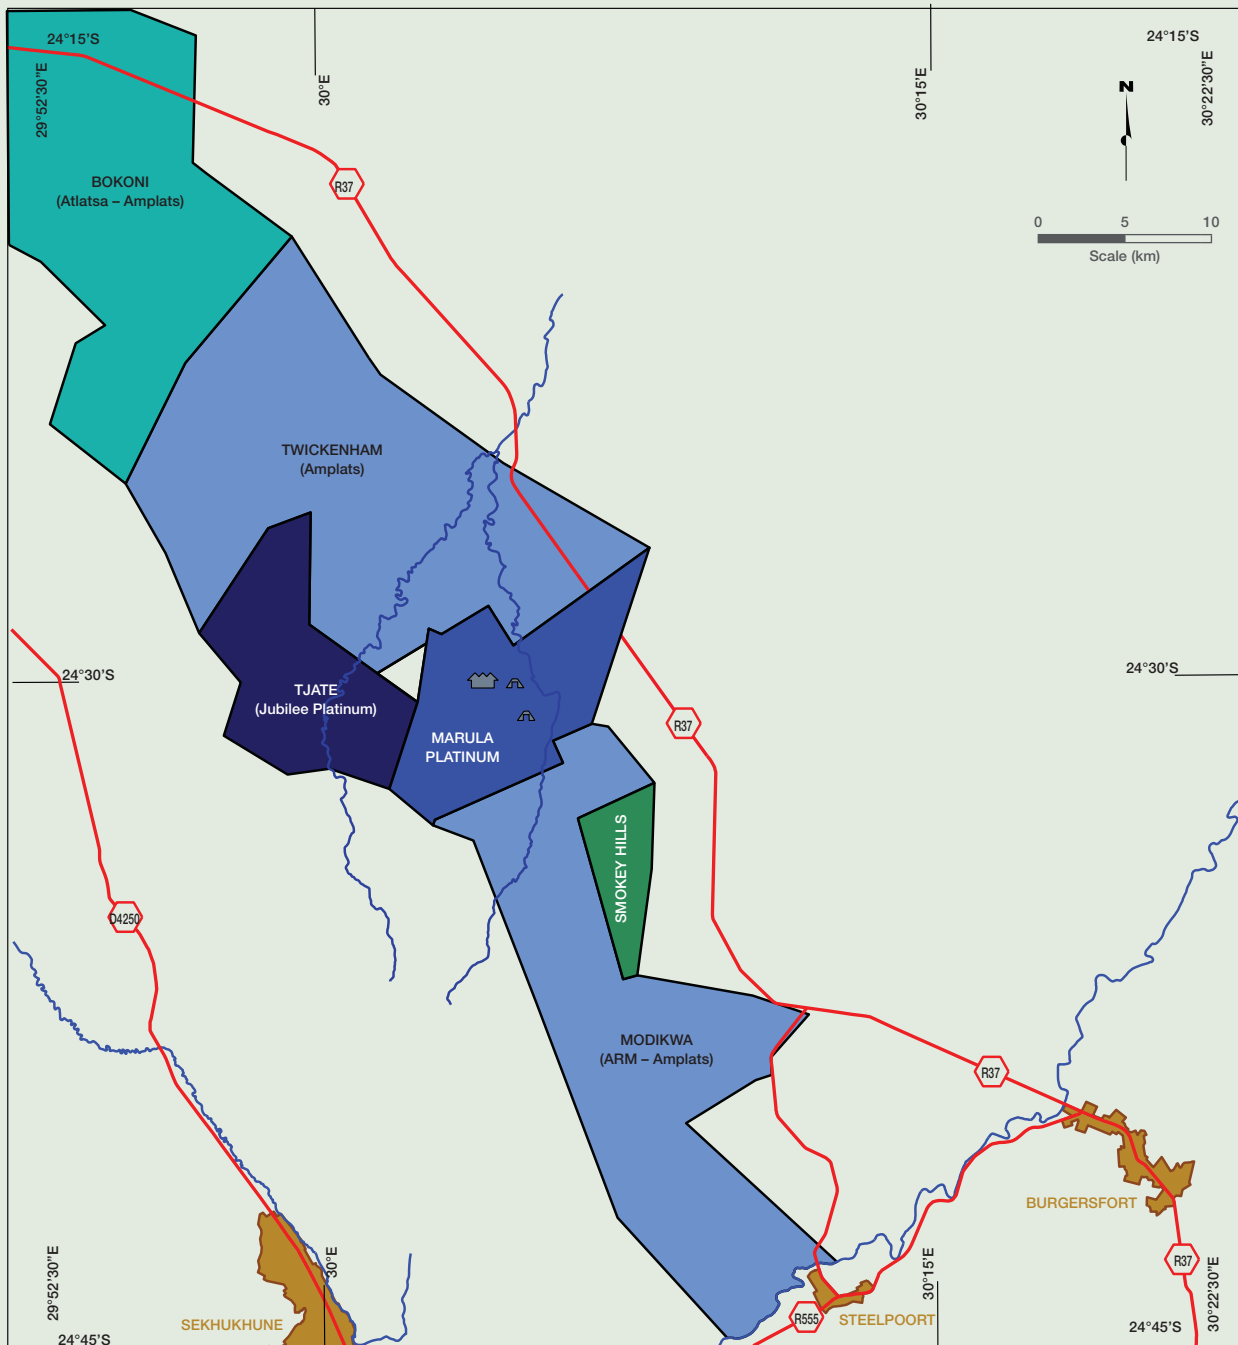 24°15'S
24°15'S
29°52'30"E
30°E
30°15'E
30°22'30"E
N
R37
BOKONI
(Atlatsa – Amplats)
0 5 10
Scale (km)
TWICKENHAM
(Amplats)
24°30'S
24°30'S
TJATE
(Jubilee Platinum)
MARULA
PLATINUM
R37
SMOKEY HILLS
D4250
MODIKWA
(ARM – Amplats)
R37
BURGERSFORT
R37
29°52'30"E
30°E
30°15'E
30°22'30"E
SEKHUKHUNE
R555
STEELPOORT
24°45'S
24°45'S